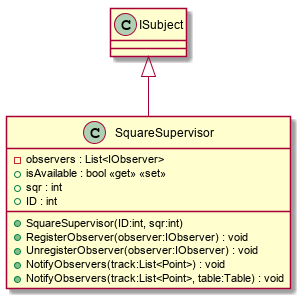 C ISubject
C SquareSupervisor
observers : List<IObserver>
isAvailable : bool «get» «set»
sqr : int
ID : int
SquareSupervisor(ID:int, sqr:int)
RegisterObserver(observer:IObserver) : void
UnregisterObserver(observer:IObserver) : void
NotifyObservers(track:List<Point>) : void
NotifyObservers(track:List<Point>, table:Table) : void